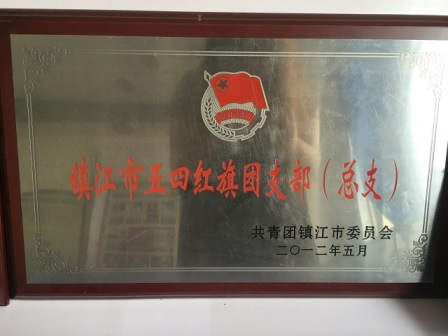 镇江市五四红旗团支部（总支）
共青团镇江市委员会
二〇一二年五月